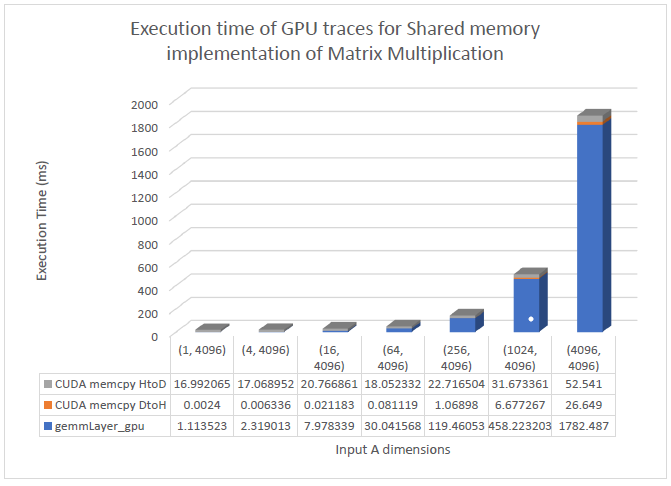 Execution time of GPU traces for Shared memory
implementation of Matrix Multiplication
Execution Time (ms)
2000
1800
1600
1400
1200
1000
800
600
400
200
0
(1, 4096) (4, 4096) (16, 4096) (64, 4096) (256, 4096) (1024, 4096) (4096, 4096)
CUDA memcpy HtoD 16.992065 17.068952 20.766861 18.052332 22.716504 31.673361 52.541
CUDA memcpy DtoH 0.0024 0.006336 0.021183 0.081119 1.06898 6.677267 26.649
gemmLayer_gpu 1.113523 2.319013 7.978339 30.041568 119.46053 458.223203 1782.487
Input A dimensions